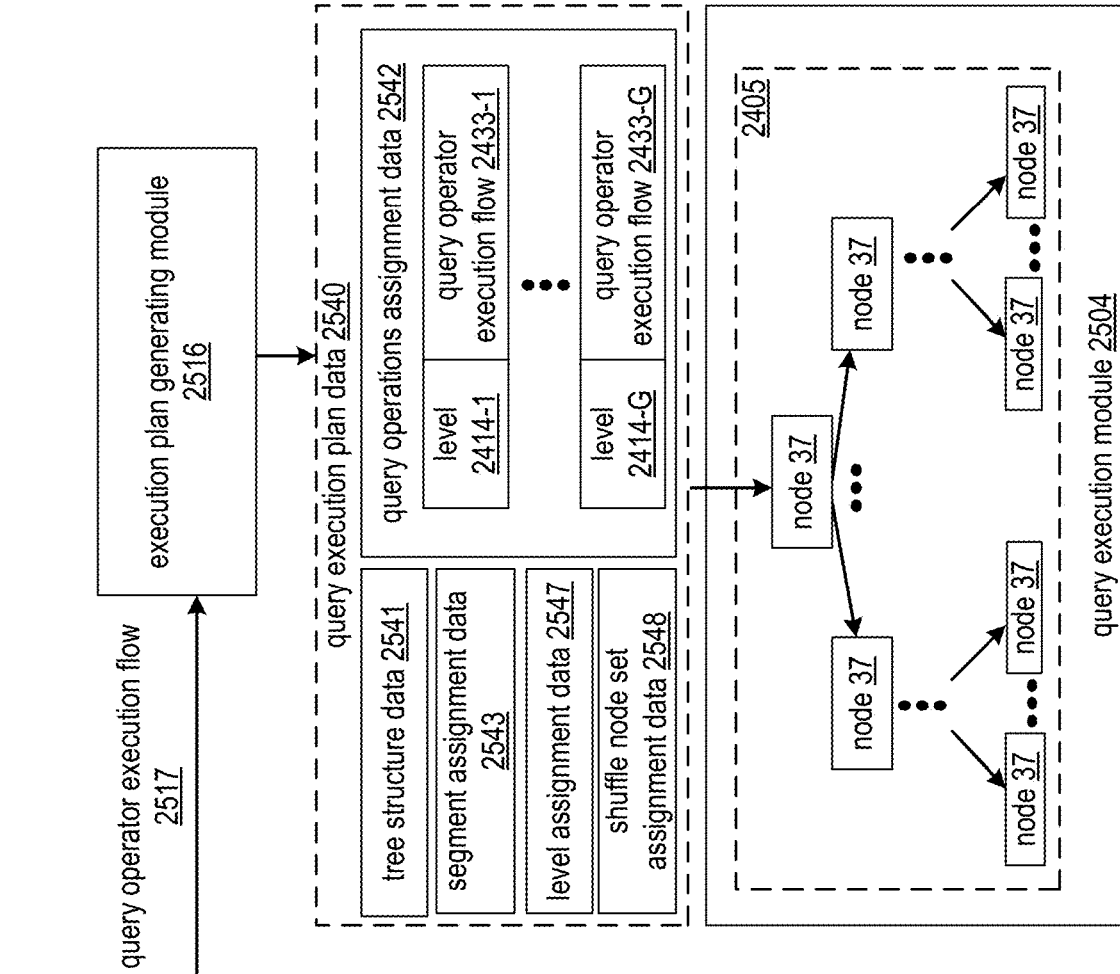 query operator execution flow
2517
execution plan generating module
2516
query execution plan data 2540
tree structure data 2541
segment assignment data
2543
level assignment data 2547
shuffle node set
assignment data 2548
query operations assignment data 2542
level
2414-1
query operator
execution flow 2433-1
level
2414-G
query operator
execution flow 2433-G
2405
node 37
node 37
node 37
node 37
node 37
node 37
node 37
query execution module 2504